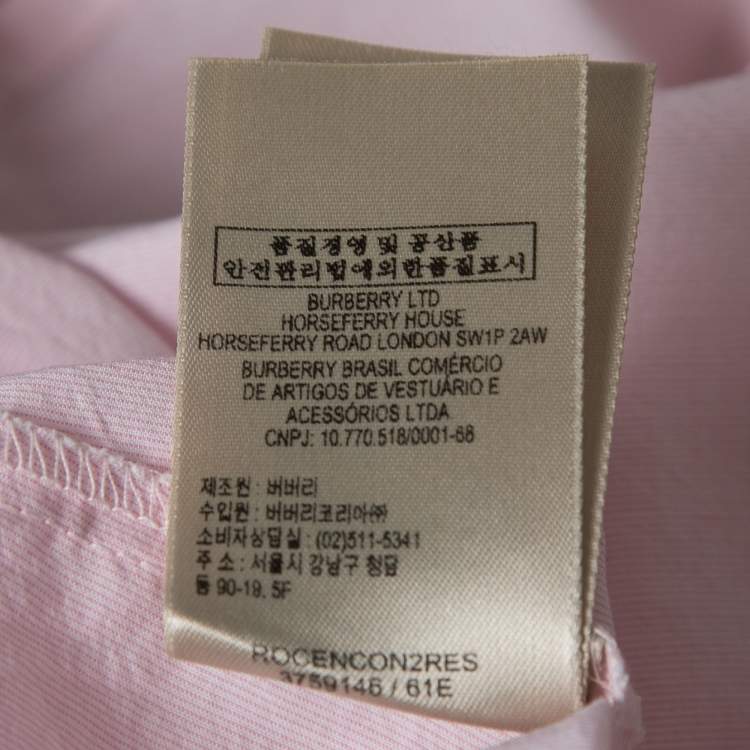 품질경영 및 공산품
안전관리법에의한품질표시
BURBERRY LTD
HORSEFERRY HOUSE
HORSEFERRY ROAD LONDON SW1P 2AW
BURBERRY BRASIL COMÉRCIO
DE ARTIGOS DE VESTUÁRIO E
ACESSÓRIOS LTDA
CNPJ: 10.770.518/0001-68
제조원 : 버버리
수입원 : 버버리코리아㈜
소비자상담실 : (02)511-5341
주 소 : 서울시 강남구 청담
동 90-19, 5F
ROCENCON2RES
3759146 / 61E